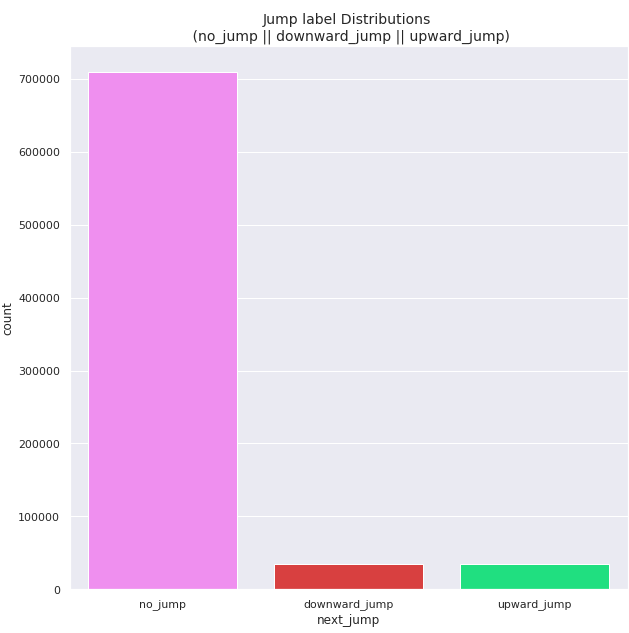 Jump label Distributions
(no_jump || downward_jump || upward_jump)
700000
600000
500000
400000
300000
200000
100000
0
count
no_jump
downward_jump
upward_jump
next_jump